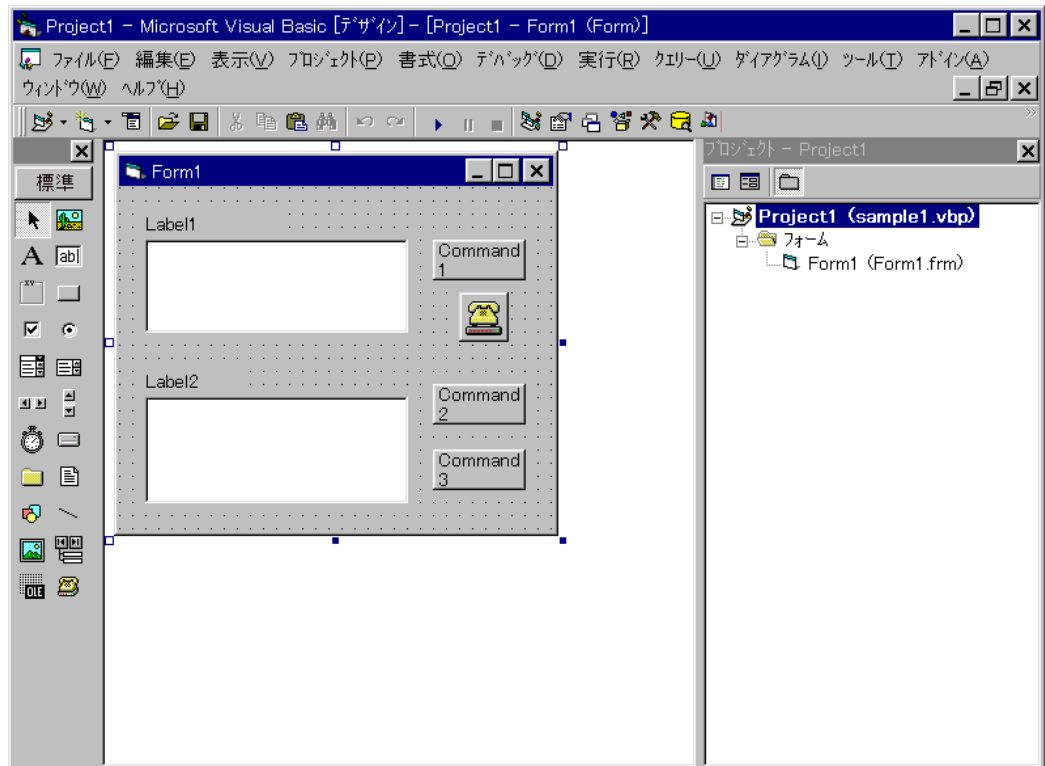 Project1 - Microsoft Visual Basic [ﾃﾞｻﾞｲﾝ] - [Project1 - Form1 (Form)]
ﾌｧｲﾙ(F) 編集(E) 表示(V) ﾌﾟﾛｼﾞｪｸﾄ(P) 書式(O) ﾃﾞﾊﾞｯｸﾞ(D) 実行(R) ｸｴﾘｰ(U) ﾀﾞｲｱｸﾞﾗﾑ(I) ﾂｰﾙ(T) ｱﾄﾞｲﾝ(A)
ｳｨﾝﾄﾞｳ(W) ﾍﾙﾌﾟ(H)
標準
A
ab
xv
OLE
Form1
Label1
Command
1
Label2
Command
2
Command
3
ﾌﾟﾛｼﾞｪｸﾄ - Project1
Project1 (sample1.vbp)
ﾌｫｰﾑ
Form1 (Form1.frm)